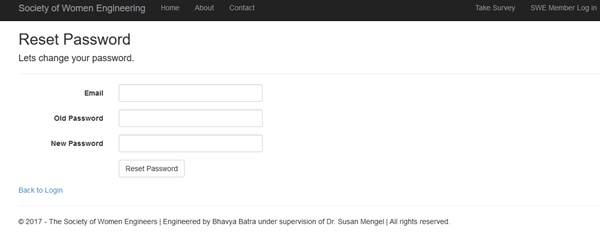 Society of Women Engineering Home About Contact Take Survey SWE Member Log in
Reset Password
Lets change your password.
Email
Old Password
New Password
Reset Password
Back to Login
© 2017 - The Society of Women Engineers | Engineered by Bhavya Batra under supervision of Dr. Susan Mengel | All rights reserved.